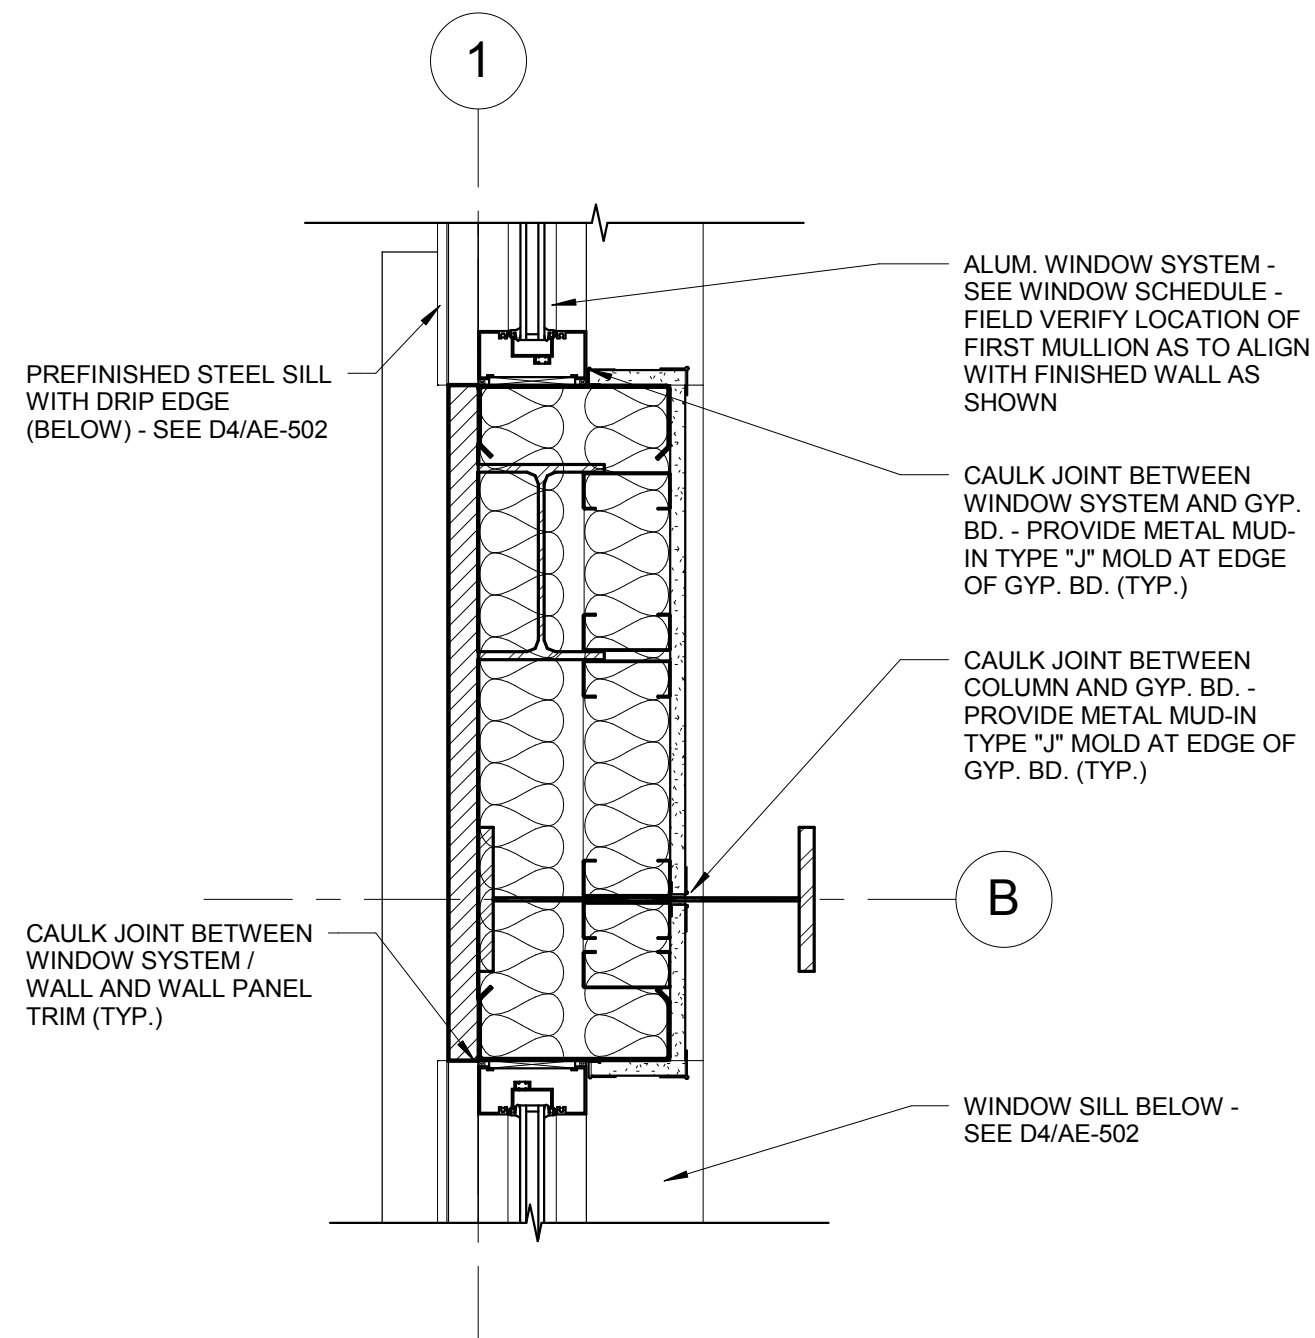 1
ALUM. WINDOW SYSTEM -
SEE WINDOW SCHEDULE -
FIELD VERIFY LOCATION OF
FIRST MULLION AS TO ALIGN
WITH FINISHED WALL AS
SHOWN
PREFINISHED STEEL SILL
WITH DRIP EDGE
(BELOW) - SEE D4/AE-502
CAULK JOINT BETWEEN
WINDOW SYSTEM AND GYP.
BD. - PROVIDE METAL MUD-
IN TYPE "J" MOLD AT EDGE
OF GYP. BD. (TYP.)
CAULK JOINT BETWEEN
COLUMN AND GYP. BD. -
PROVIDE METAL MUD-IN
TYPE "J" MOLD AT EDGE OF
GYP. BD. (TYP.)
B
CAULK JOINT BETWEEN
WINDOW SYSTEM /
WALL AND WALL PANEL
TRIM (TYP.)
WINDOW SILL BELOW -
SEE D4/AE-502